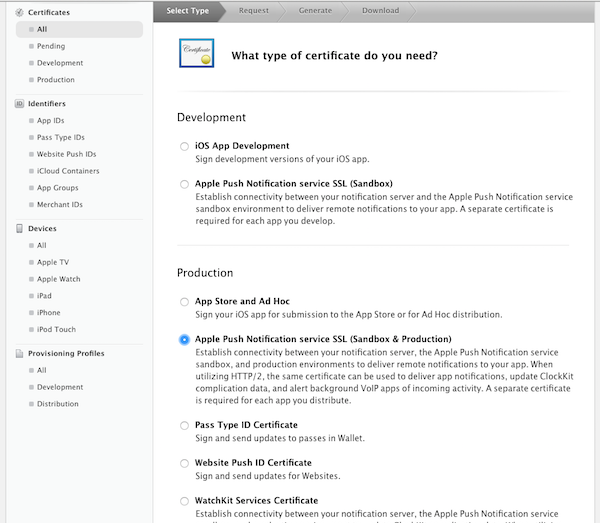 Certificates
All
Pending
Development
Production
Identifiers
App IDs
Pass Type IDs
Website Push IDs
iCloud Containers
App Groups
Merchant IDs
Devices
All
Apple TV
Apple Watch
iPad
iPhone
iPod Touch
Provisioning Profiles
All
Development
Distribution
Select Type
Request
Generate
Download
Certificate
What type of certificate do you need?
Development
iOS App Development
Sign development versions of your iOS app.
Apple Push Notification service SSL (Sandbox)
Establish connectivity between your notification server and the Apple Push Notification service
sandbox environment to deliver remote notifications to your app. A separate certificate is
required for each app you develop.
Production
App Store and Ad Hoc
Sign your iOS app for submission to the App Store or for Ad Hoc distribution.
Apple Push Notification service SSL (Sandbox & Production)
Establish connectivity between your notification server, the Apple Push Notification service
sandbox, and production environments to deliver remote notifications to your app. When
utilizing HTTP/2, the same certificate can be used to deliver app notifications, update ClockKit
complication data, and alert background VoIP apps of incoming activity. A separate certificate
is required for each app you distribute.
Pass Type ID Certificate
Sign and send updates to passes in Wallet.
Website Push ID Certificate
Sign and send updates for Websites.
WatchKit Services Certificate
Establish connectivity between your notification server, the Apple Push Notification service